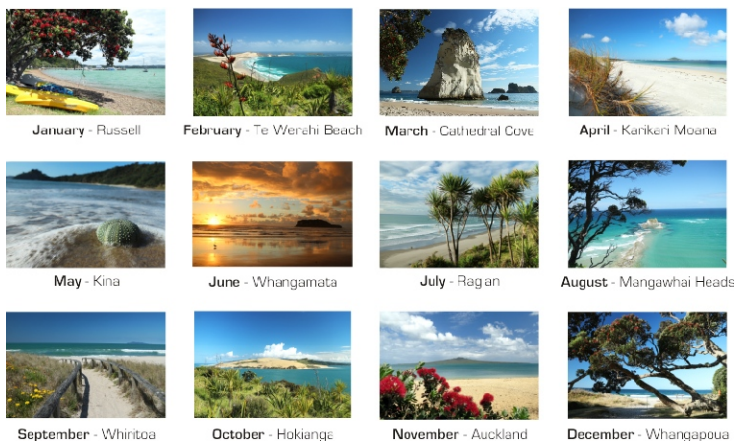 January - Russell
February - Te Werahi Beach
March - Cathedral Cove
April - Karikari Moana
May - Kina
June - Whangamata
July - Raglan
August - Mangawhai Heads
September - Whiritoa
October - Hokianga
November - Auckland
December - Whangapoua